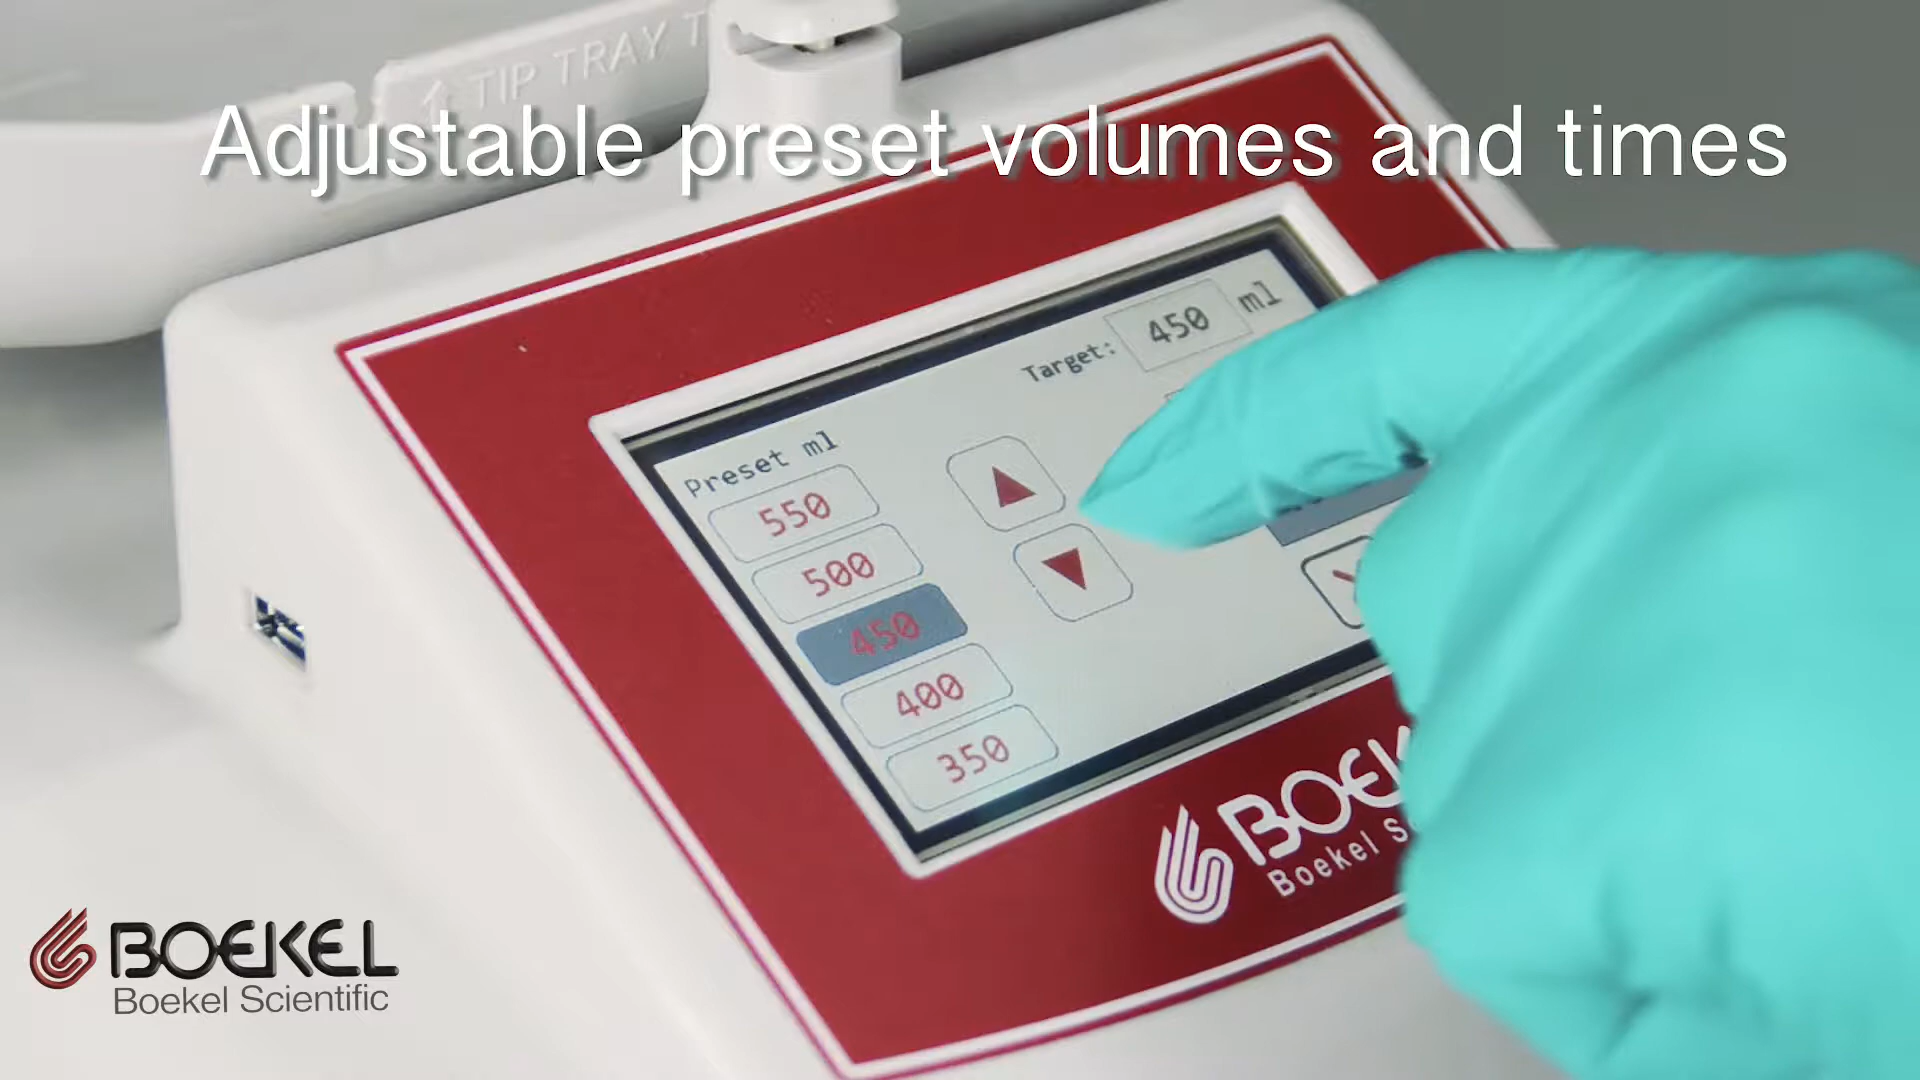 TIP TRAY
Adjustable preset volumes and times
Target: 450 ml
Preset ml
550
500
450
400
350
BOEKEL
Boekel Scientific
Boekel